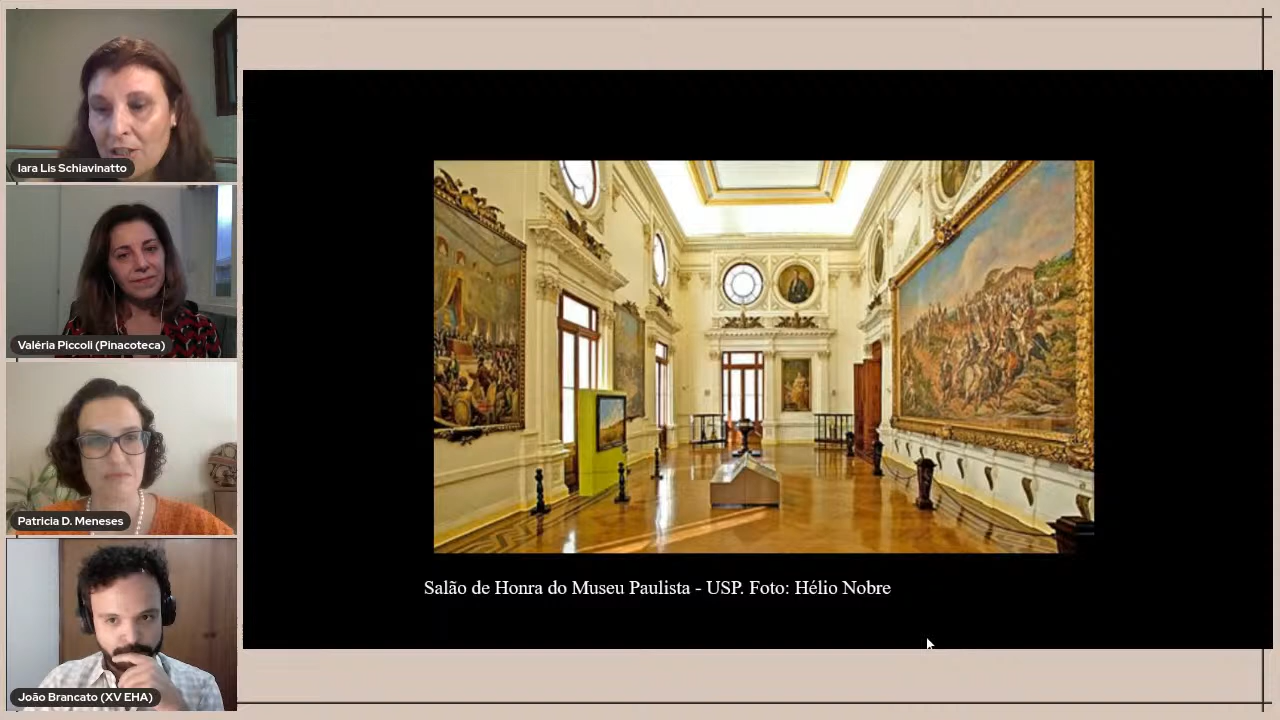 Iara Lis Schiavinatto
Valéria Piccoli (Pinacoteca)
Patricia D. Meneses
João Brancato (XV EHA)
Salão de Honra do Museu Paulista - USP. Foto: Hélio Nobre